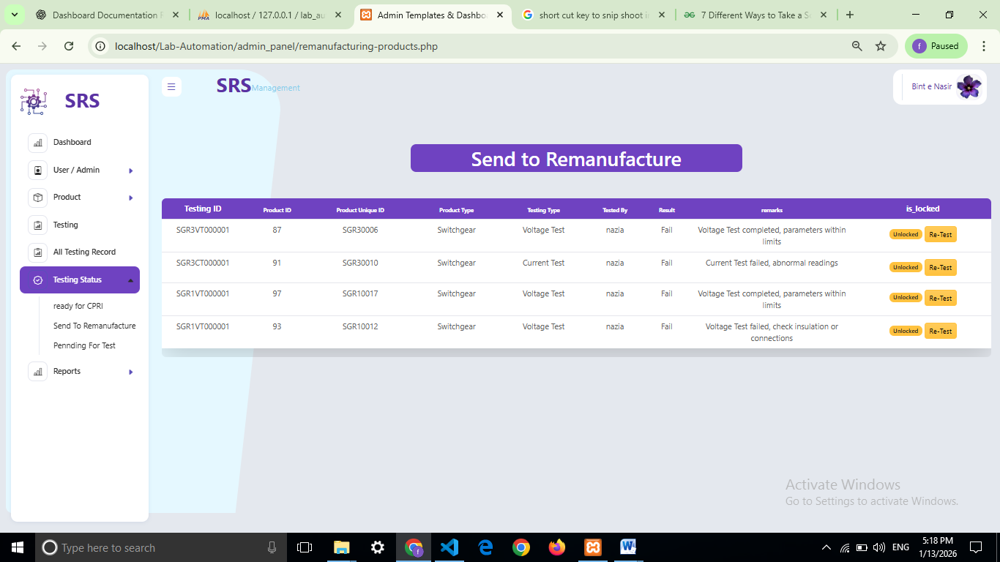 Dashboard Documentation
localhost / 127.0.0.1 / lab_au
Admin Templates & Dashbo
short cut key to snip shoot i
7 Different Ways to Take a S
localhost/Lab-Automation/admin_panel/remanufacturing-products.php
f Paused
SRS
SRSManagement
Bint e Nasir
Dashboard
User / Admin
Product
Testing
All Testing Record
Testing Status
ready for CPRI
Send To Remanufacture
Pennding For Test
Reports
Send to Remanufacture
Testing ID Product ID Product Unique ID Product Type Testing Type Tested By Result remarks is_locked
SGR3VT000001 87 SGR30006 Switchgear Voltage Test nazia Fail Voltage Test completed, parameters within Unlocked Re-Test
limits
SGR3CT000001 91 SGR30010 Switchgear Current Test nazia Fail Current Test failed, abnormal readings Unlocked Re-Test
SGR1VT000001 97 SGR10017 Switchgear Voltage Test nazia Fail Voltage Test completed, parameters within Unlocked Re-Test
limits
SGR1VT000001 93 SGR10012 Switchgear Voltage Test nazia Fail Voltage Test failed, check insulation or Unlocked Re-Test
connections
Activate Windows
Go to Settings to activate Windows.
Type here to search
ENG
5:18 PM
1/13/2026